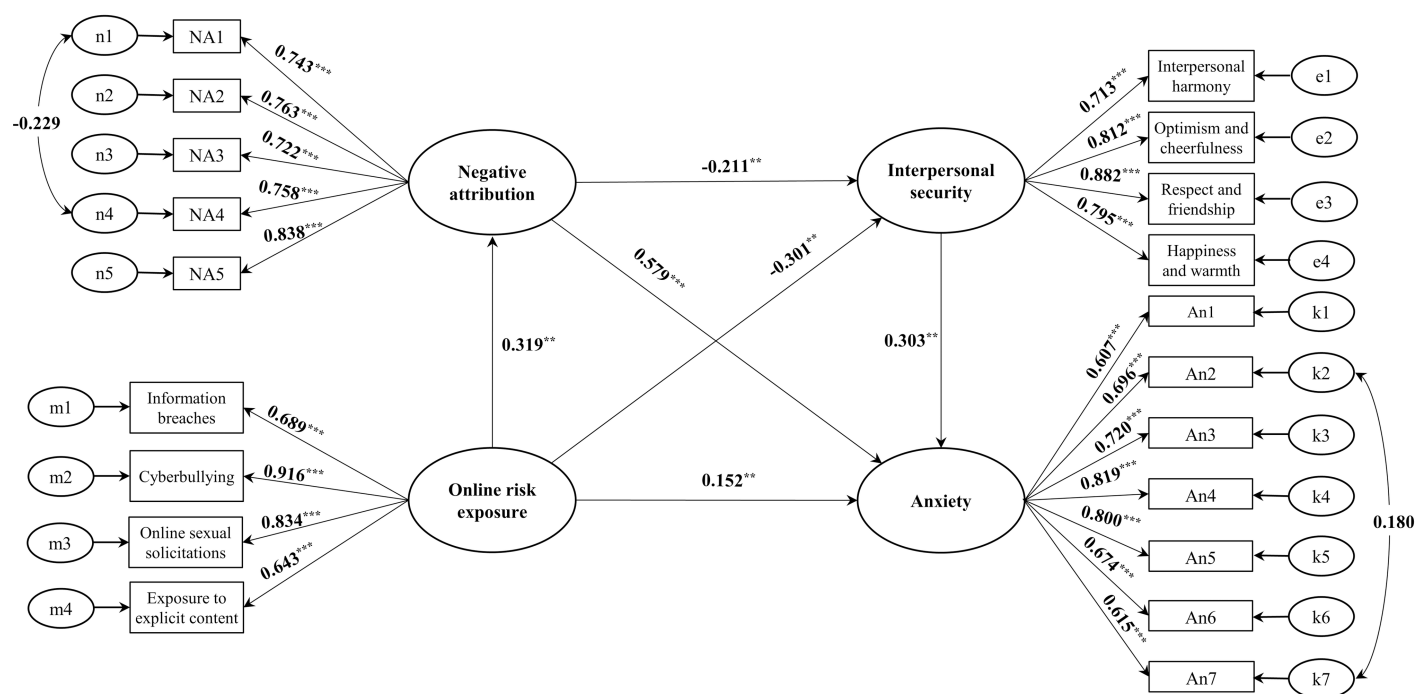 n1
NA1
0.743***
n2
NA2
0.763***
-0.229
n3
NA3
0.722***
n4
NA4
0.758***
n5
NA5
0.838***
Negative
attribution
-0.211**
Interpersonal
security
0.713***
Interpersonal
harmony
e1
0.812***
Optimism and
cheerfulness
e2
0.882***
Respect and
friendship
e3
0.795***
Happiness
and warmth
e4
0.579***
-0.301**
0.319**
0.303**
m1
Information
breaches
0.689***
m2
Cyberbullying
0.916***
m3
Online sexual
solicitations
0.834***
m4
Exposure to
explicit content
0.643***
Online risk
exposure
0.152**
Anxiety
0.607***
An1
k1
0.696***
An2
k2
0.720***
An3
k3
0.819***
An4
k4
0.180
0.800***
An5
k5
0.674***
An6
k6
0.615***
An7
k7